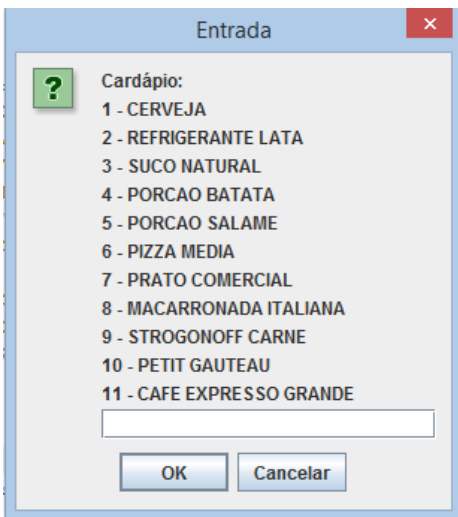 Entrada
Cardápio:
1 - CERVEJA
2 - REFRIGERANTE LATA
3 - SUCO NATURAL
4 - PORCAO BATATA
5 - PORCAO SALAME
6 - PIZZA MEDIA
7 - PRATO COMERCIAL
8 - MACARRONADA ITALIANA
9 - STROGONOFF CARNE
10 - PETIT GAUTEAU
11 - CAFE EXPRESSO GRANDE
OK Cancelar